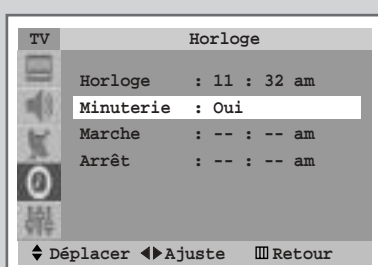 TV Horloge
Horloge : 11 : 32 am
Minuterie : Oui
Marche : -- : -- am
Arrêt : -- : -- am
Déplacer Ajuste Retour